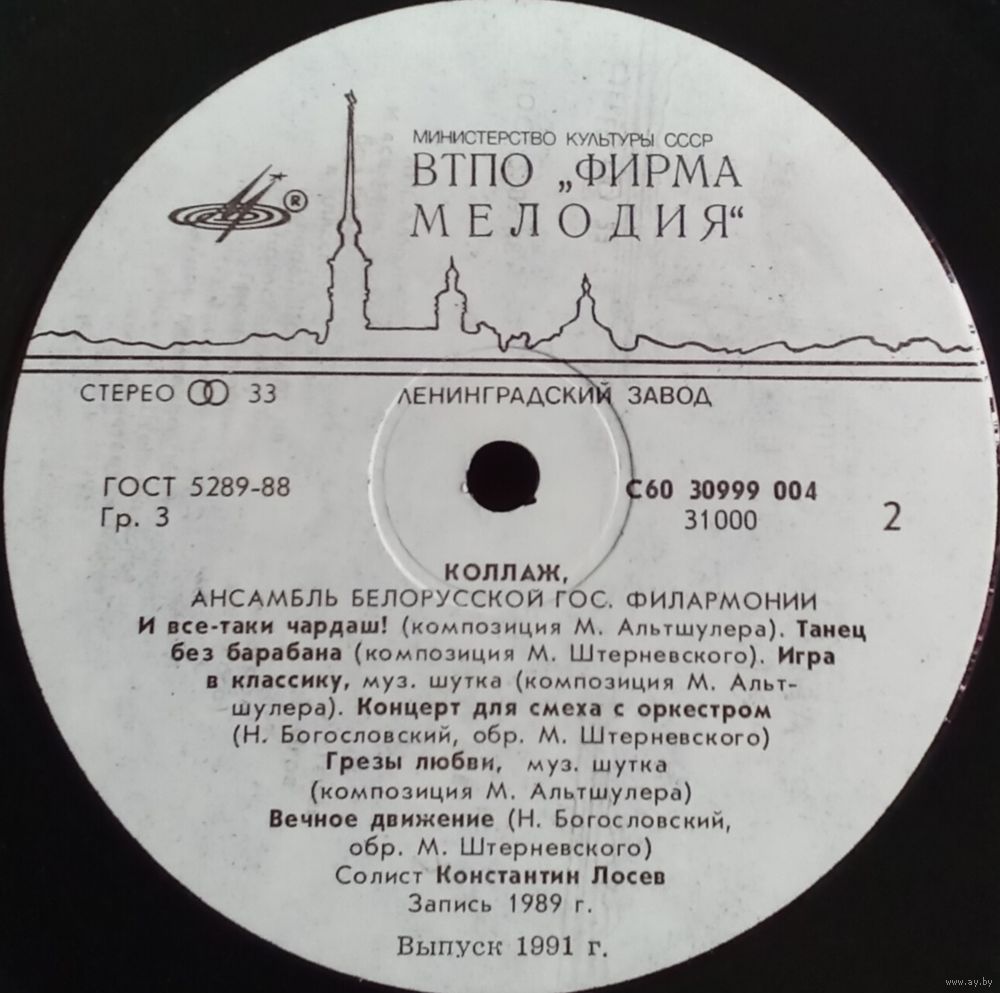 МИНИСТЕРСТВО КУЛЬТУРЫ СССР
ВТПО „ФИРМА
МЕЛОДИЯ“
®
СТЕРЕО 33
ЛЕНИНГРАДСКИЙ ЗАВОД
ГОСТ 5289-88
Гр. 3
С60 30999 004
31000
2
КОЛЛАЖ,
АНСАМБЛЬ БЕЛОРУССКОЙ ГОС. ФИЛАРМОНИИ
И все-таки чардаш! (композиция М. Альтшулера). Танец
без барабана (композиция М. Штерневского). Игра
в классику, муз. шутка (композиция М. Альт-
шулера). Концерт для смеха с оркестром
(Н. Богословский, обр. М. Штерневского)
Грезы любви, муз. шутка
(композиция М. Альтшулера)
Вечное движение (Н. Богословский,
обр. М. Штерневского)
Солист Константин Лосев
Запись 1989 г.
Выпуск 1991 г.
www.ay.by